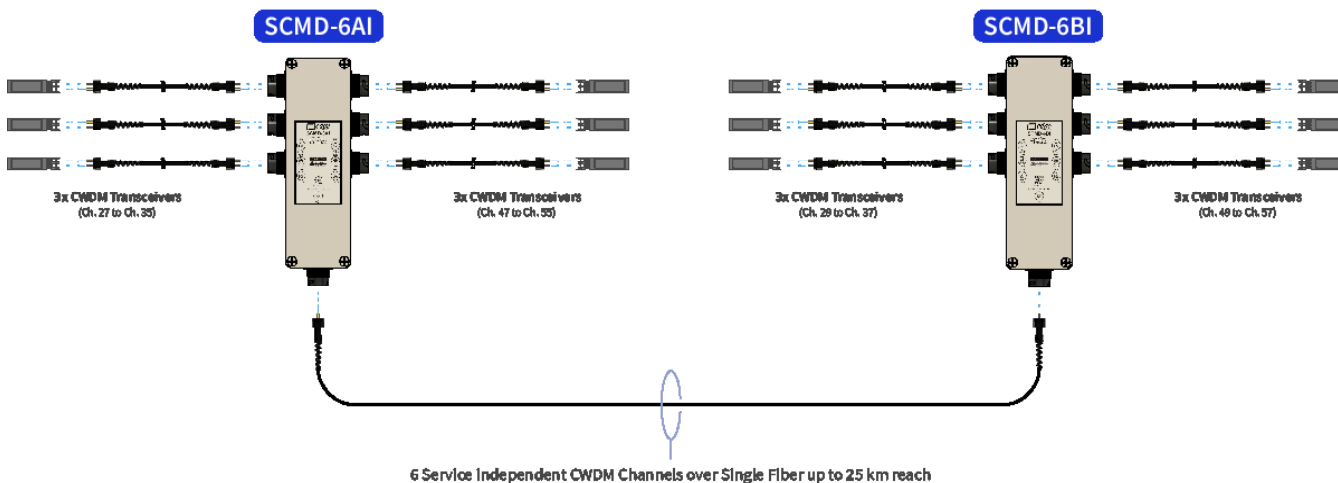 SCMD-6AI
SCMD-6BI
3x CWDM Transceivers
(Ch. 27 to Ch. 35)
3x CWDM Transceivers
(Ch. 47 to Ch. 55)
3x CWDM Transceivers
(Ch. 29 to Ch. 37)
3x CWDM Transceivers
(Ch. 49 to Ch. 57)
6 Service independent CWDM Channels over Single Fiber up to 25 km reach